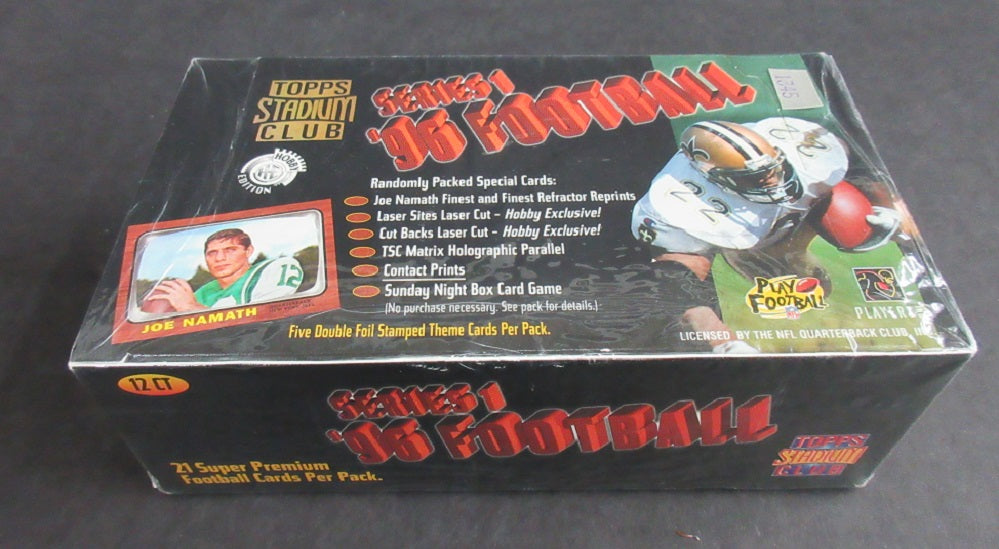 TOPPS
STADIUM
CLUB
HOBBY
EDITION
SERIES 1
'96 FOOTBALL
Randomly Packed Special Cards:
Joe Namath Finest and Finest Refractor Reprints
Laser Sites Laser Cut – Hobby Exclusive!
Cut Backs Laser Cut – Hobby Exclusive!
TSC Matrix Holographic Parallel
Contact Prints
Sunday Night Box Card Game
(No purchase necessary. See pack for details.)
Five Double Foil Stamped Theme Cards Per Pack.
12
JOE NAMATH
22
22
PLAY
FOOTBALL
NFL
PLAYERS
LICENSED BY THE NFL QUARTERBACK CLUB,
12 CT
SERIES 1
'96 FOOTBALL
21 Super Premium
Football Cards Per Pack.
TOPPS
STADIUM
CLUB